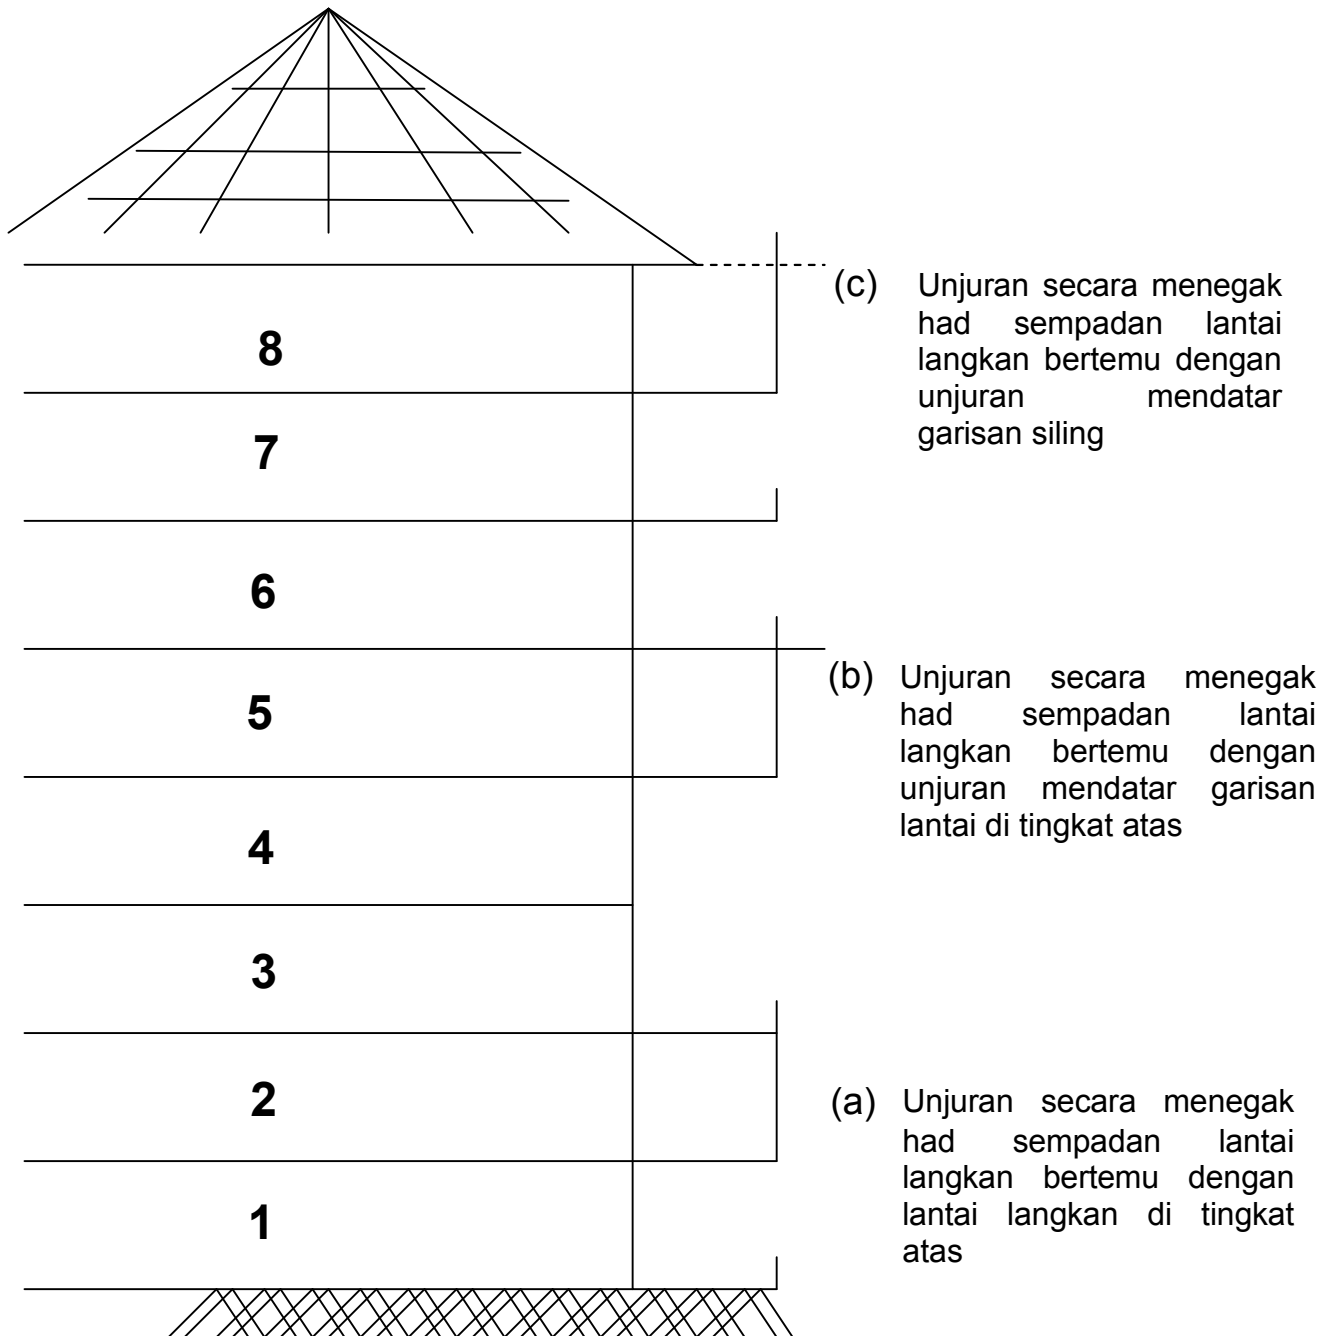 8
(c) Unjuran secara menegak
had sempadan lantai
langkan bertemu dengan
unjuran mendatar
garisan siling
7
6
(b) Unjuran secara menegak
had sempadan lantai
langkan bertemu dengan
unjuran mendatar garisan
lantai di tingkat atas
5
4
3
2
(a) Unjuran secara menegak
had sempadan lantai
langkan bertemu dengan
lantai langkan di tingkat
atas
1